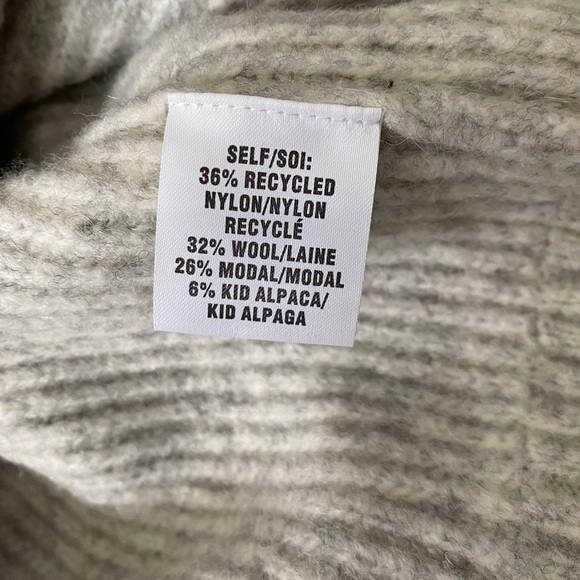 SELF/SOI:
36% RECYCLED
NYLON/NYLON
RECYCLÉ
32% WOOL/LAINE
26% MODAL/MODAL
6% KID ALPACA/
KID ALPAGA